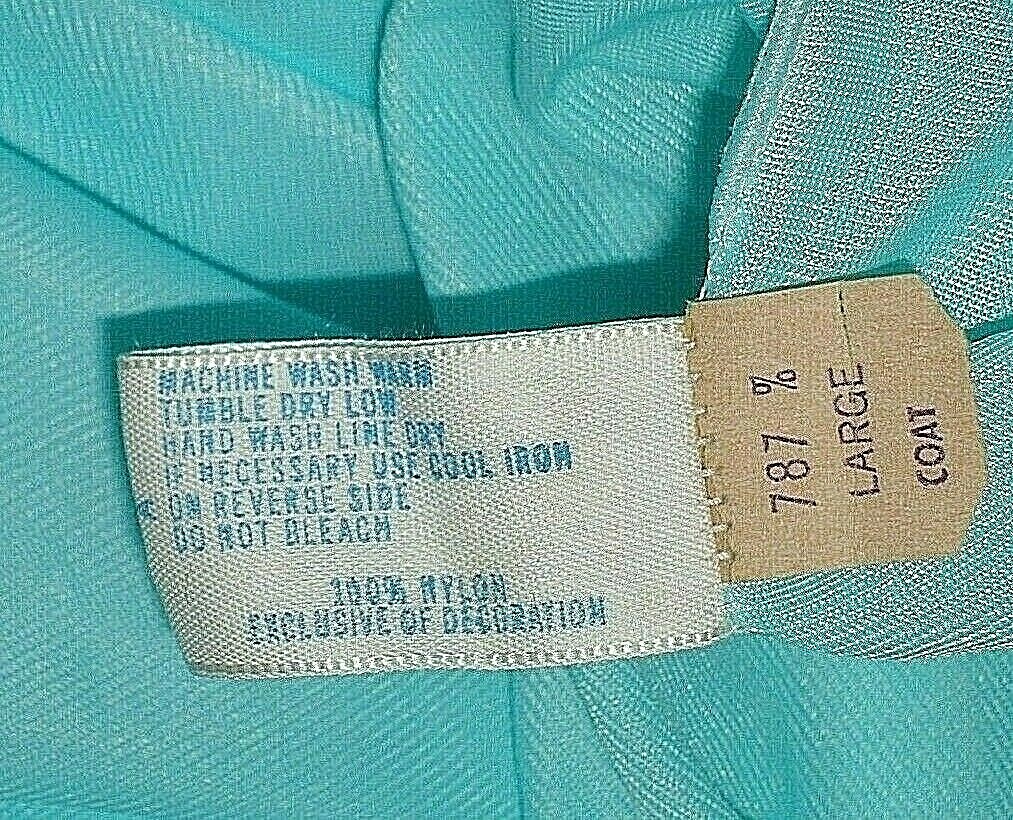 MACHINE WASH WARM
TUMBLE DRY LOW
HAND WASH LINE DRY
IF NECESSARY USE COOL IRON
ON REVERSE SIDE
DO NOT BLEACH
100% NYLON
EXCLUSIVE OF DECORATION
787 %
LARGE
COAT